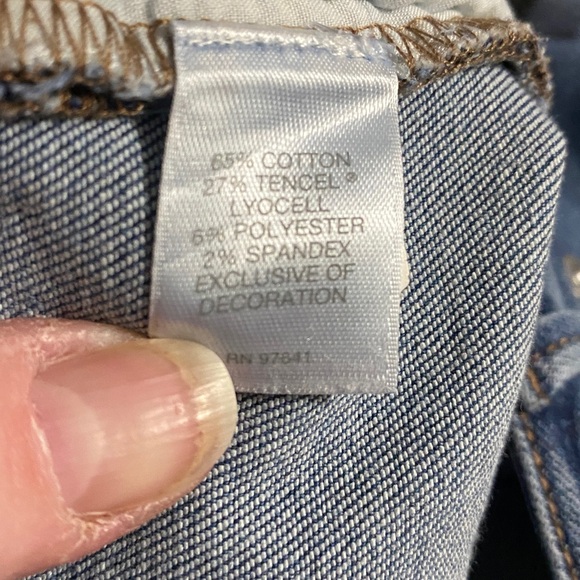 65% COTTON
27% TENCEL®
LYOCELL
6% POLYESTER
2% SPANDEX
EXCLUSIVE OF
DECORATION
RN 97841